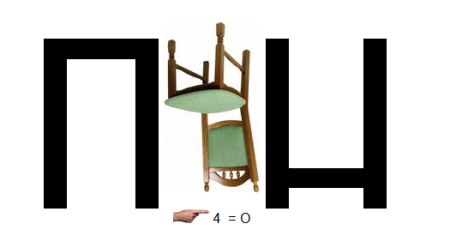 П Н
4 = О